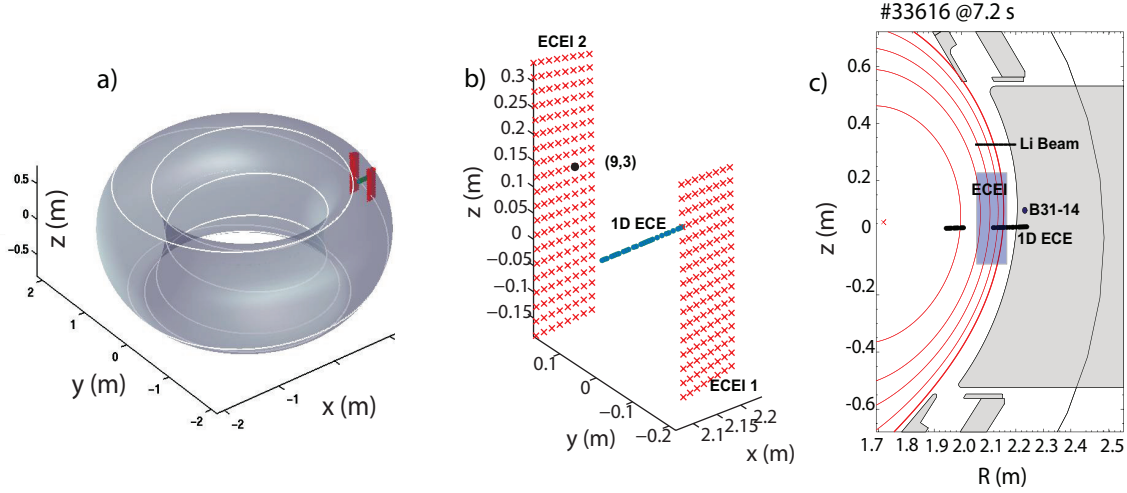 #33616 @7.2 s
a)
z (m)
0.5
0
-0.5
2
1
0
-1
-2
y (m)
-2
-1
x (m)
b)
ECEI 2
(9,3)
1D ECE
ECEI 1
z (m)
0.3
0.25
0.25
0.2
0.15
0.1
0.05
0
−0.05
−0.1
−0.15
0.1
0
−0.1
−0.2
y (m)
2.1
2.15
2.2
x (m)
c)
Li Beam
ECEI
B31-14
1D ECE
z (m)
0.6
0.4
0.2
0
-0.2
-0.4
-0.6
1.7 1.8 1.9 2.0 2.1 2.2 2.3 2.4 2.5
R (m)